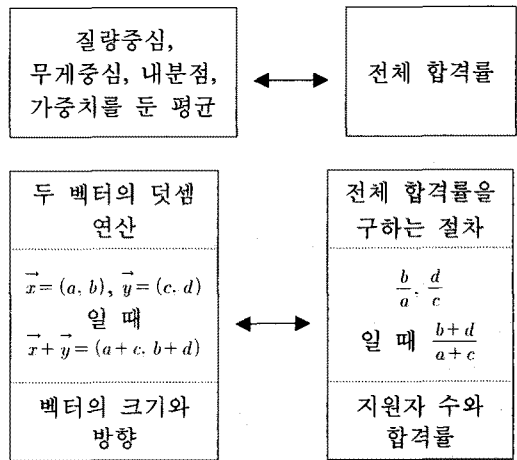 질량중심,
무게중심, 내분점,
가중치를 둔 평균
전체 합격률
두 벡터의 덧셈
연산
x⃗ = (a, b), y⃗ = (c, d)
일 때
x⃗ + y⃗ = (a+c, b+d)
벡터의 크기와
방향
전체 합격률을
구하는 절차
b/a, d/c
일 때 (b+d)/(a+c)
지원자 수와
합격률